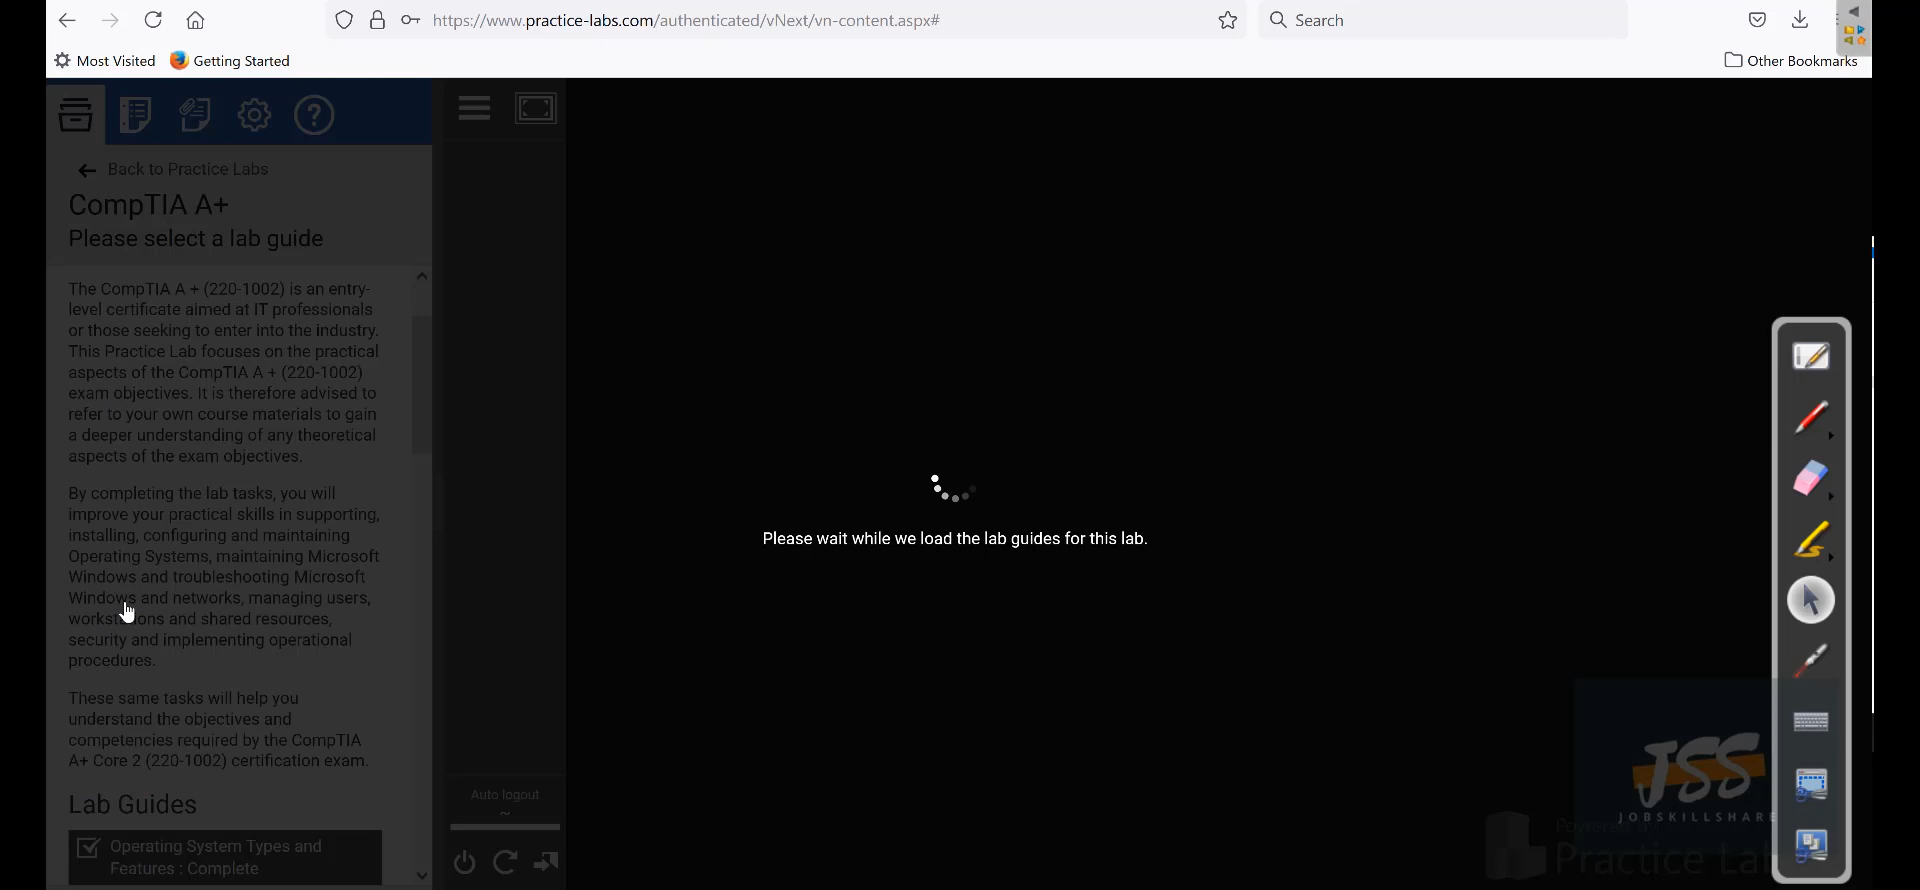 https://www.practice-labs.com/authenticated/vNext/vn-content.aspx#
Search
Most Visited
Getting Started
Other Bookmarks
Back to Practice Labs
CompTIA A+
Please select a lab guide
The CompTIA A + (220-1002) is an entry-
level certificate aimed at IT professionals
or those seeking to enter into the industry.
This Practice Lab focuses on the practical
aspects of the CompTIA A + (220-1002)
exam objectives. It is therefore advised to
refer to your own course materials to gain
a deeper understanding of any theoretical
aspects of the exam objectives.
By completing the lab tasks, you will
improve your practical skills in supporting,
installing, configuring and maintaining
Operating Systems, maintaining Microsoft
Windows and troubleshooting Microsoft
Windows and networks, managing users,
workstations and shared resources,
security and implementing operational
procedures.
These same tasks will help you
understand the objectives and
competencies required by the CompTIA
A+ Core 2 (220-1002) certification exam.
Lab Guides
Operating System Types and
Features : Complete
Auto logout
~
Please wait while we load the lab guides for this lab.
JSS
JOBSKILLSHARE
Practice La